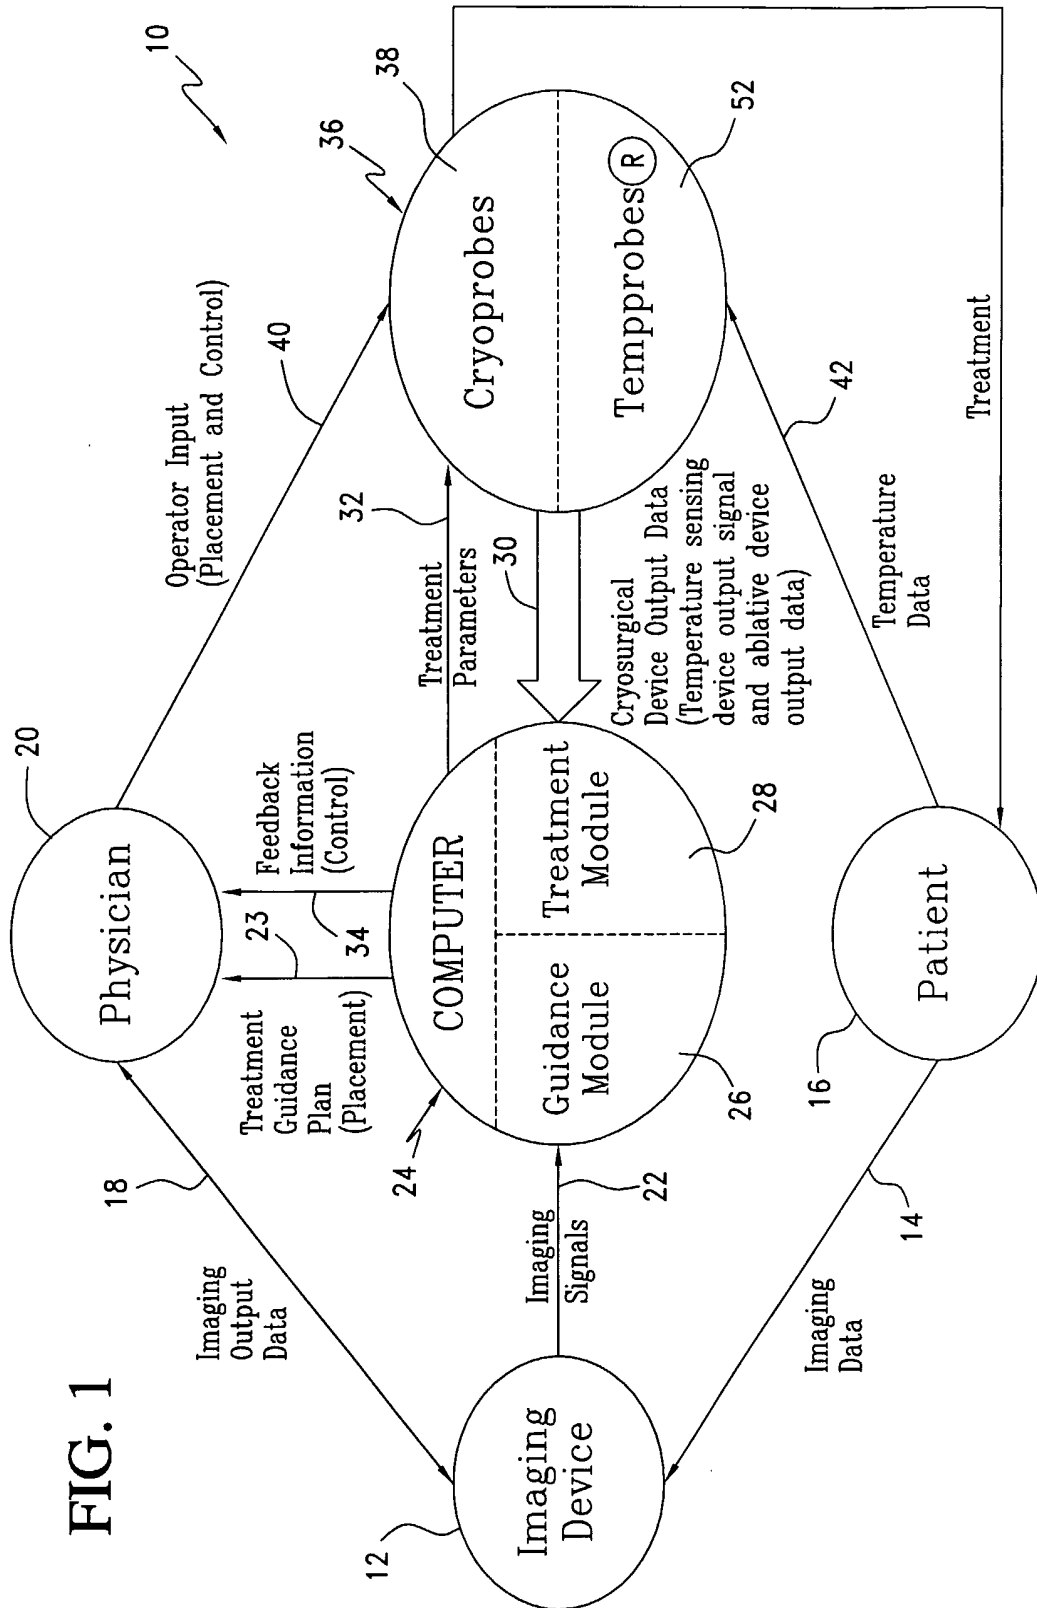 FIG. 1
10
20
Physician
18
Imaging
Output
Data
Treatment
Guidance
Plan
(Placement)
23
34
Feedback
Information
(Control)
Operator Input
(Placement and Control)
40
12
Imaging
Device
Imaging
Signals
22
24
COMPUTER
Guidance
Module
26
Treatment
Module
28
Treatment
Parameters
32
30
Cryosurgical
Device Output Data
(Temperature sensing
device output signal
and ablative device
output data)
36
38
Cryoprobes
Tempprobes®
52
Imaging
Data
14
16
Patient
Temperature
Data
42
Treatment